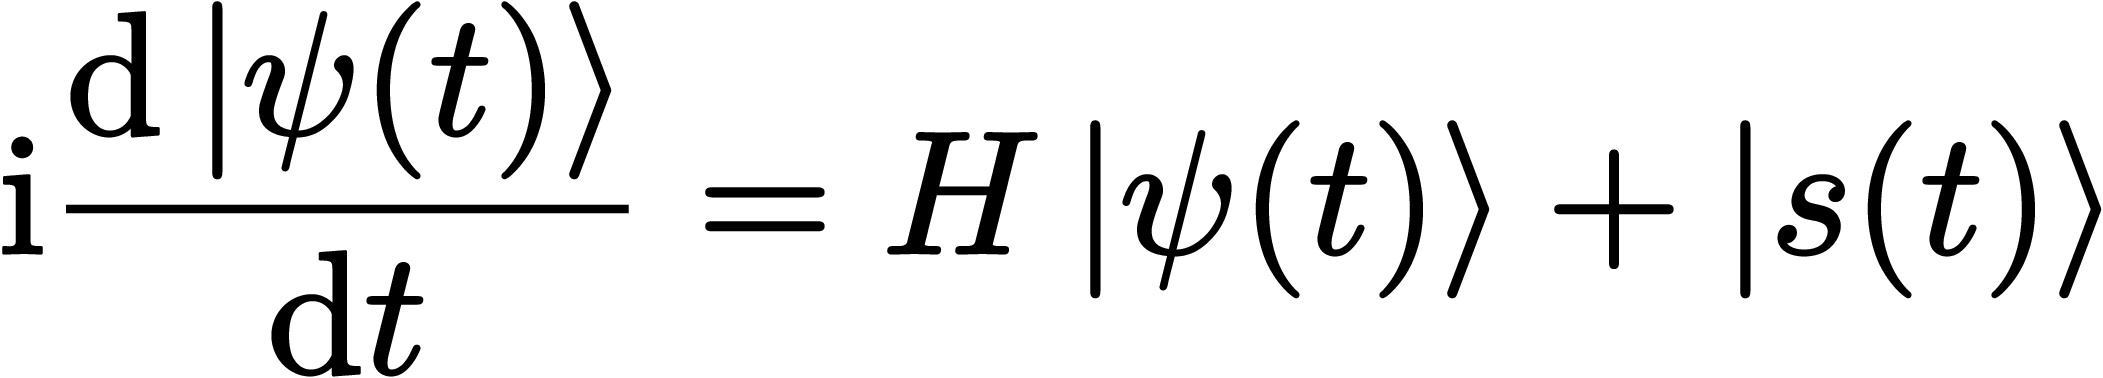 i d|ψ(t)⟩/dt = H|ψ(t)⟩ + |s(t)⟩